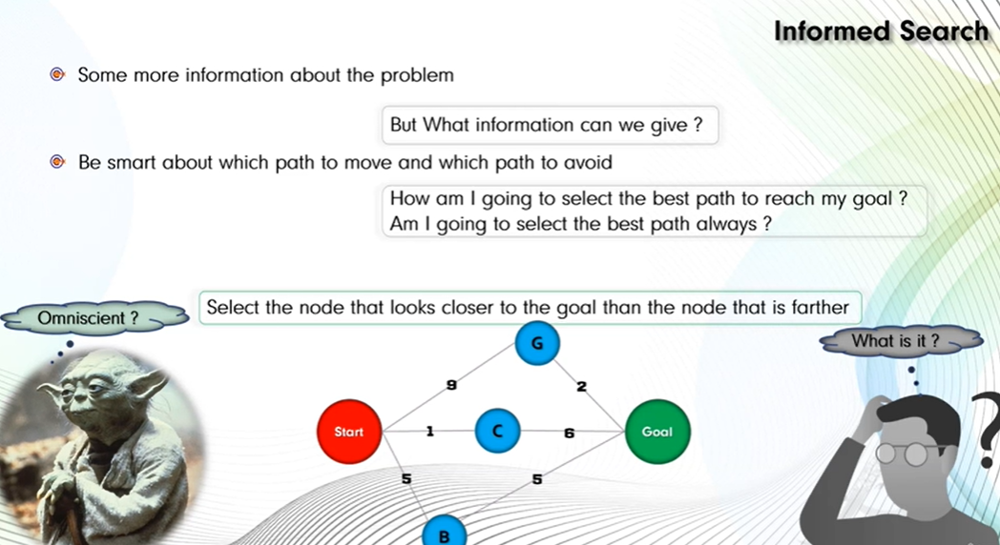 Informed Search
Some more information about the problem
But What information can we give ?
Be smart about which path to move and which path to avoid
How am I going to select the best path to reach my goal ?
Am I going to select the best path always ?
Omniscient ?
Select the node that looks closer to the goal than the node that is farther
What is it ?
G
9
2
Start
1
C
6
Goal
5
5
B
?